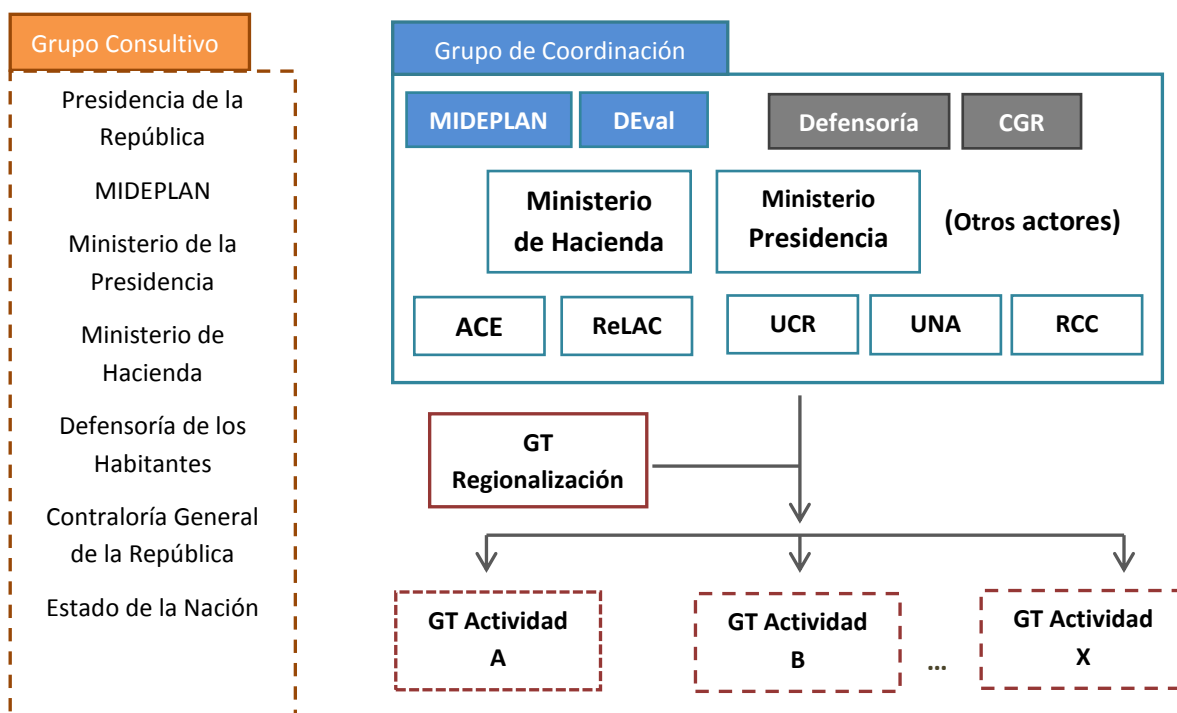 Grupo Consultivo
Presidencia de la
República
MIDEPLAN
Ministerio de la
Presidencia
Ministerio de
Hacienda
Defensoría de los
Habitantes
Contraloría General
de la República
Estado de la Nación
Grupo de Coordinación
MIDEPLAN
DEval
Defensoría
CGR
Ministerio
de Hacienda
Ministerio
Presidencia
(Otros actores)
ACE
ReLAC
UCR
UNA
RCC
GT
Regionalización
GT Actividad
A
GT Actividad
B
...
GT Actividad
X